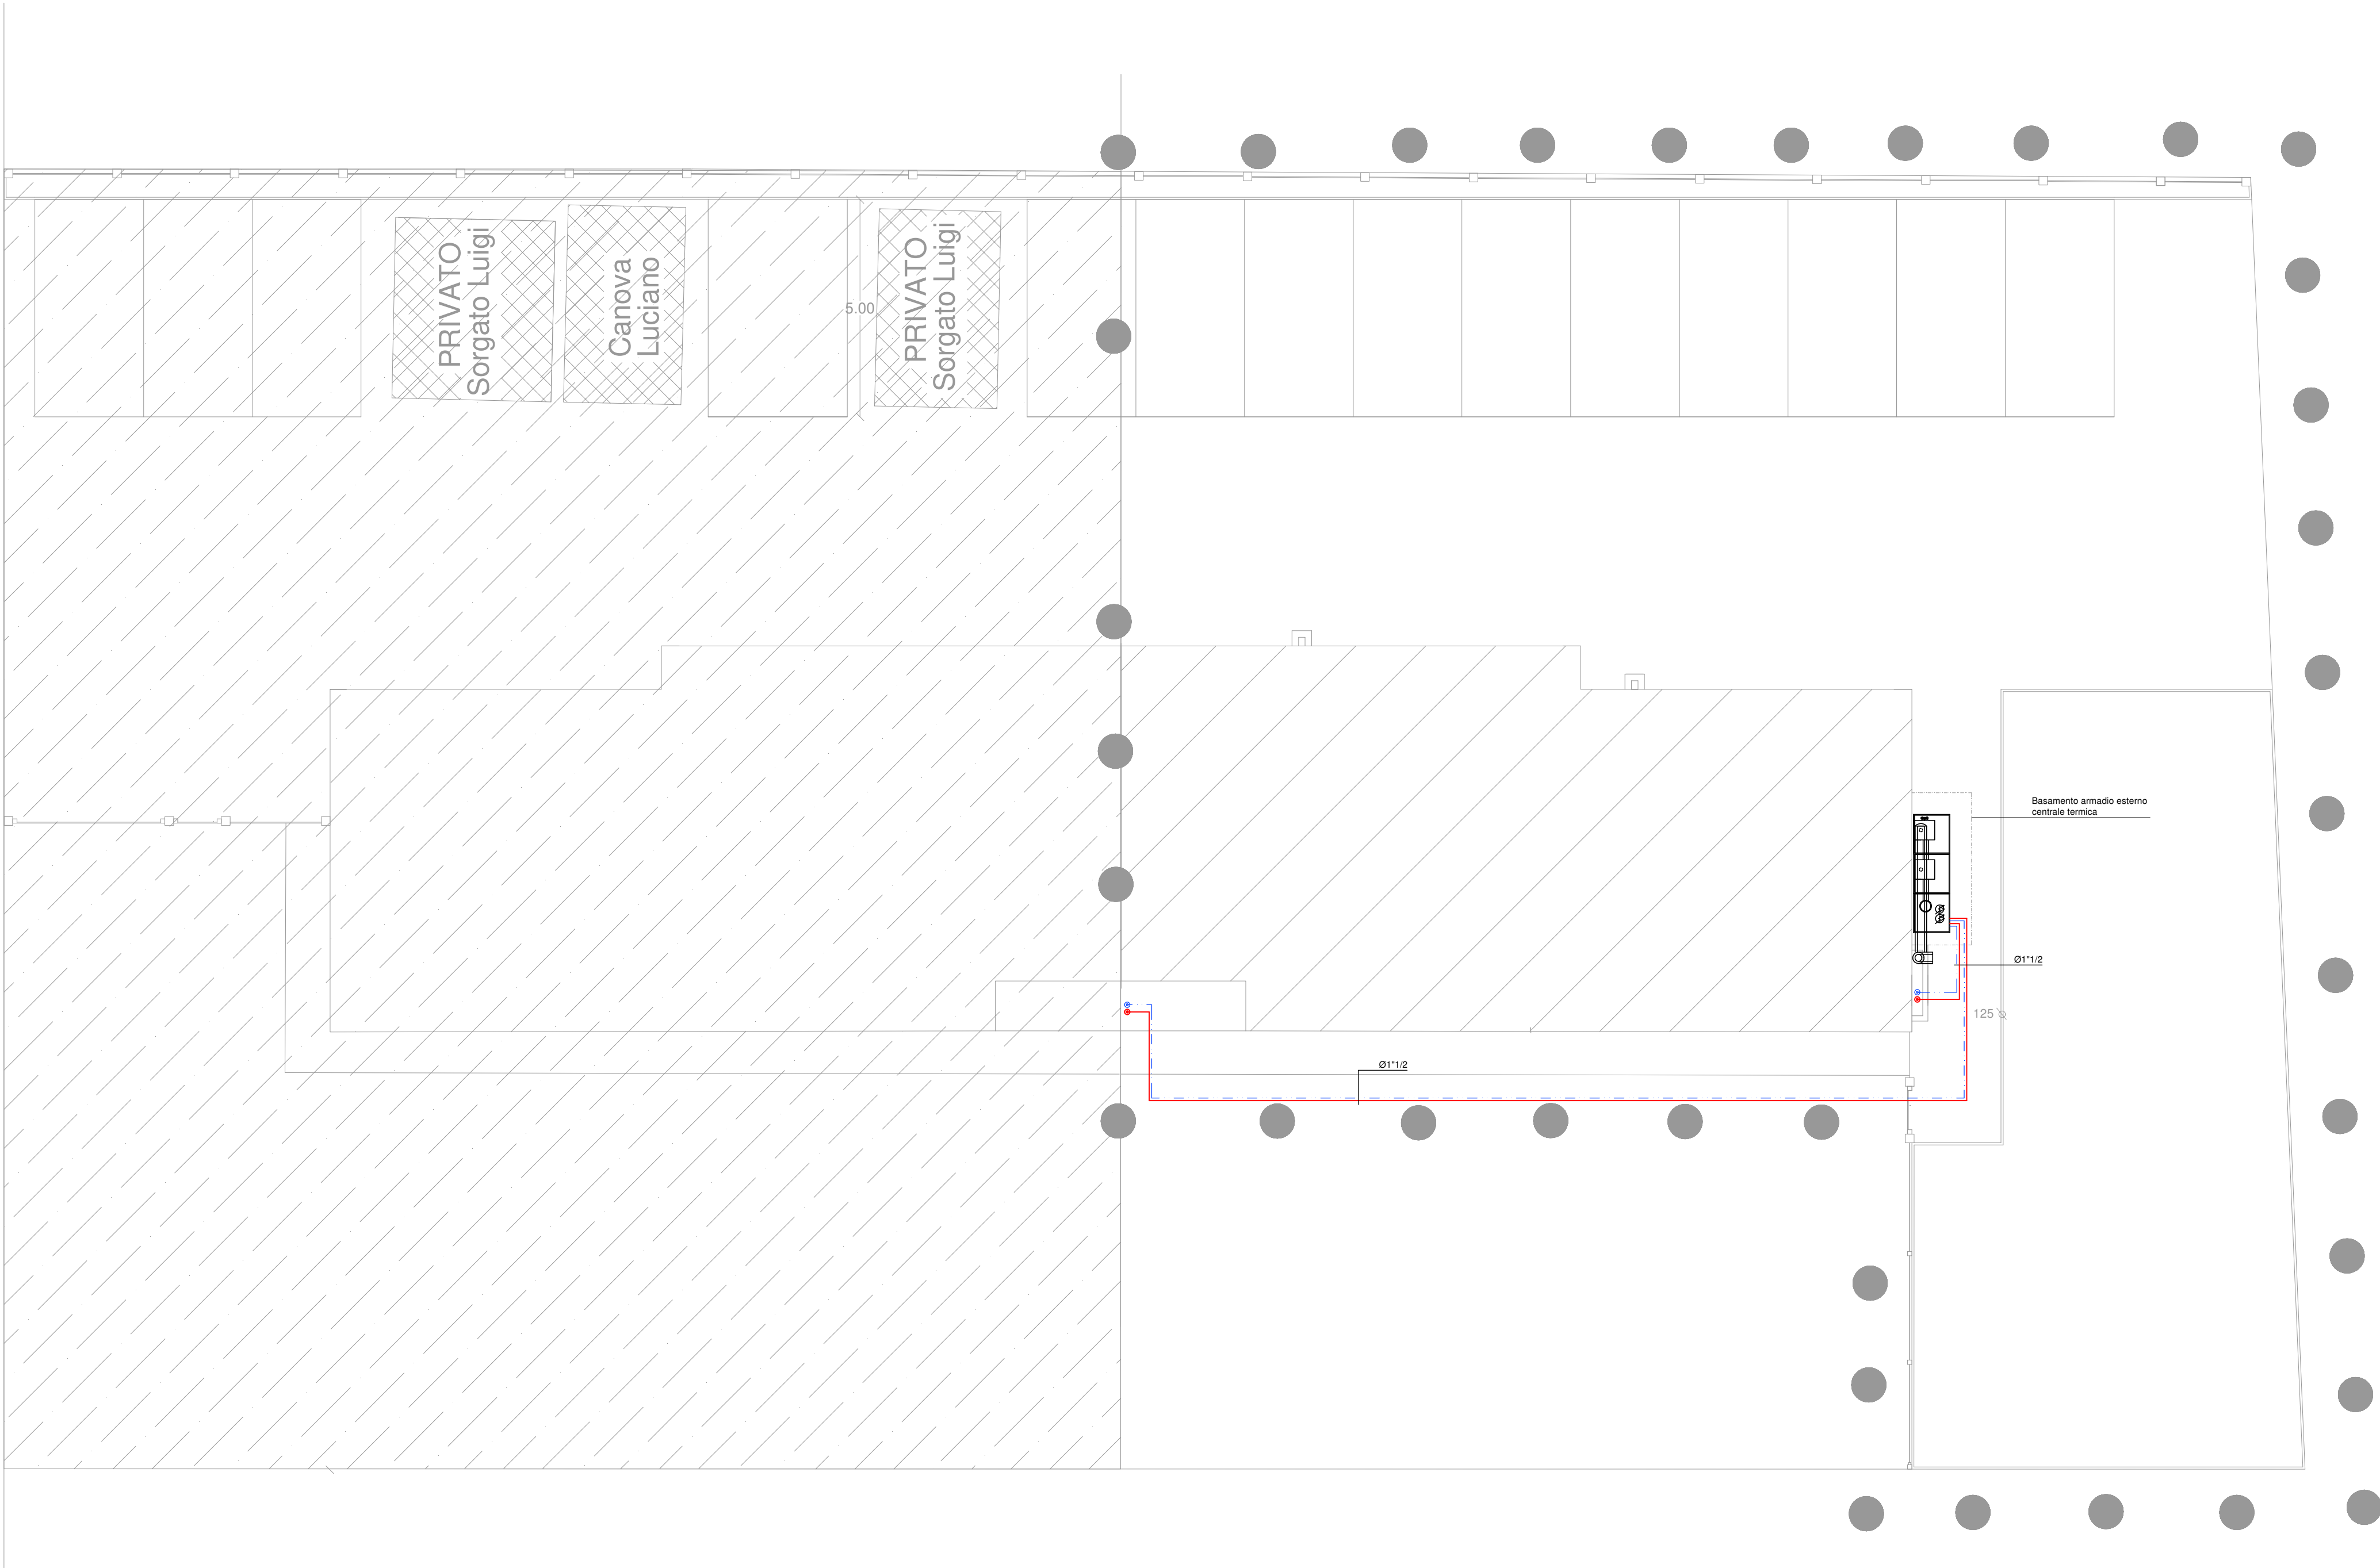 PRIVATO
Sorgato Luigi
Canova
Luciano
5.00
PRIVATO
Sorgato Luigi
Basamento armadio esterno
centrale termica
Ø1"1/2
125
Ø1"1/2